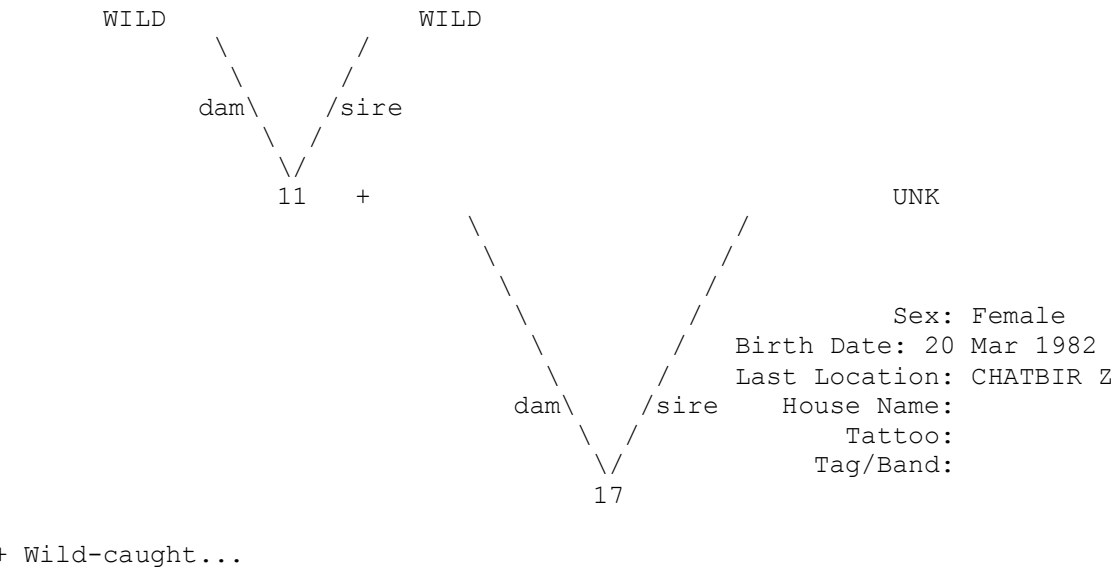 WILD WILD
\ /
\ /
dam\ /sire
\ /
\/
11 + UNK
\ /
\ /
\ /
\ / Sex: Female
\ / Birth Date: 20 Mar 1982
\ / Last Location: CHATBIR Z
dam\ /sire House Name:
\ / Tattoo:
\/ Tag/Band:
17
+ Wild-caught...